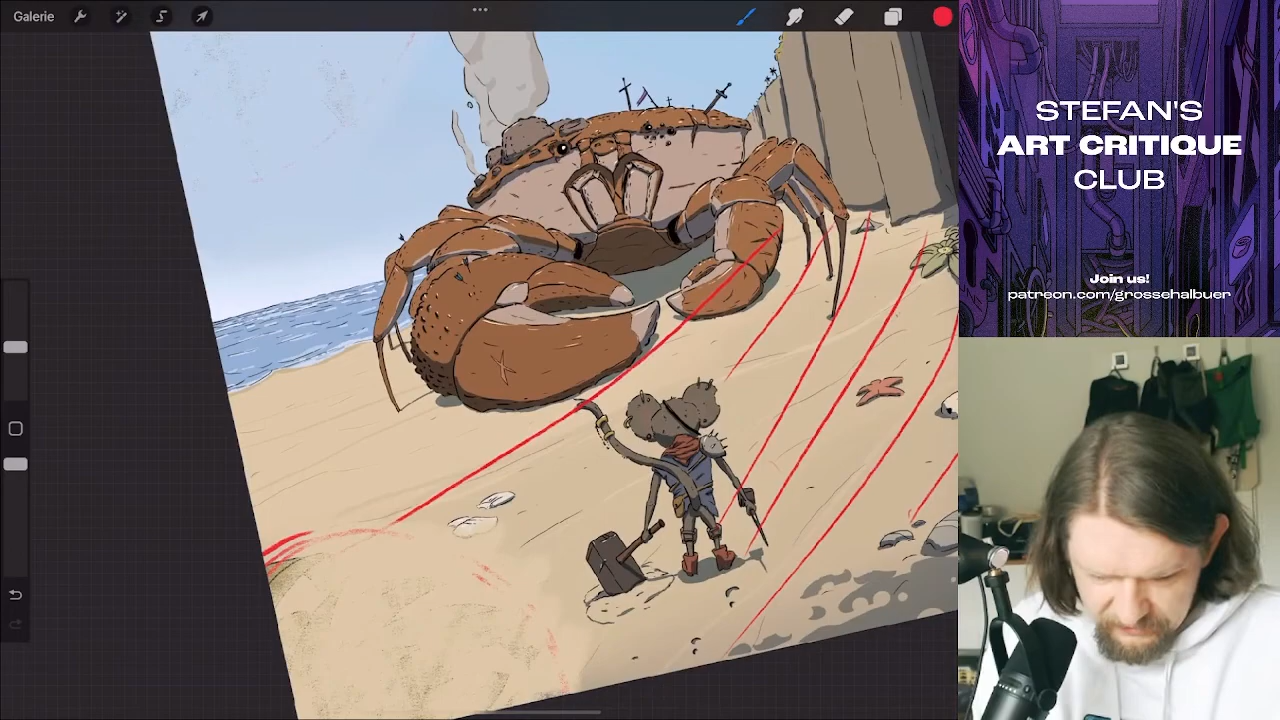 Galerie
STEFAN'S
ART CRITIQUE
CLUB
Join us!
patreon.com/grossehalbuer